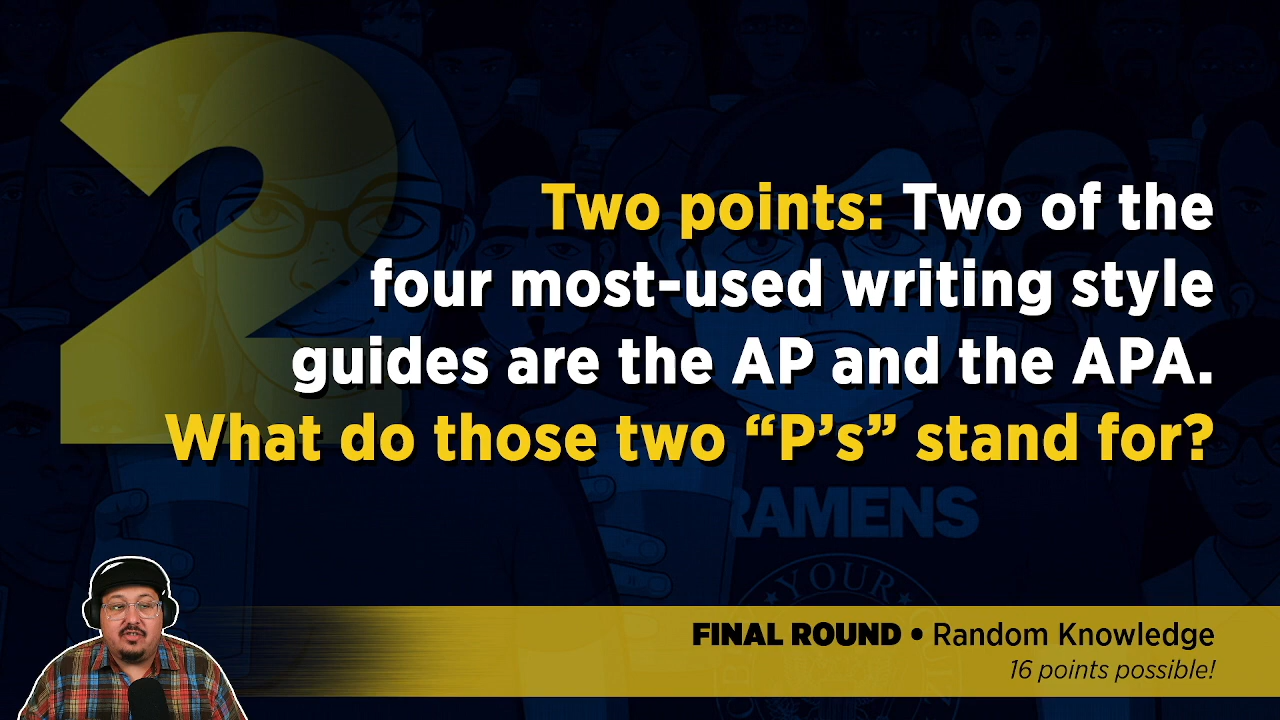 2
Two points: Two of the
four most-used writing style
guides are the AP and the APA.
What do those two “P’s” stand for?
RAMENS
YOUR
FINAL ROUND • Random Knowledge
16 points possible!